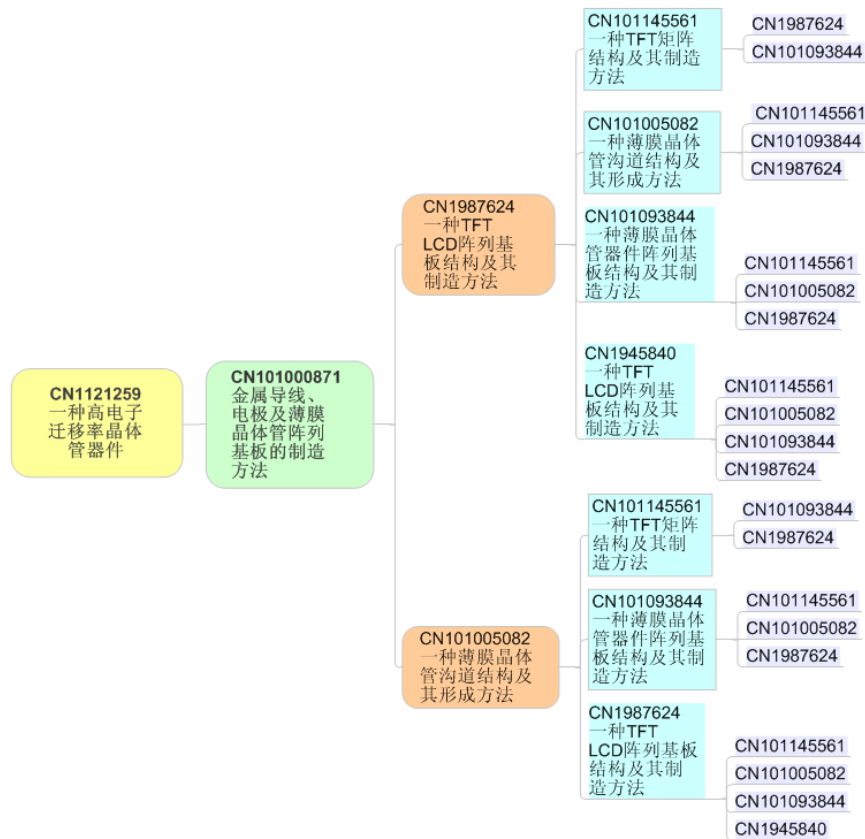 CN1121259
一种高电子
迁移率晶体
管器件
CN101000871
金属导线、
电极及薄膜
晶体管阵列
基板的制造
方法
CN1987624
一种TFT
LCD阵列基
板结构及其
制造方法
CN101145561
一种TFT矩阵
结构及其制造
方法
CN1987624
CN101093844
CN101005082
一种薄膜晶体
管沟道结构及
其形成方法
CN101145561
CN101093844
CN1987624
CN101093844
一种薄膜晶体
管器件阵列基
板结构及其制
造方法
CN101145561
CN101005082
CN1987624
CN1945840
一种TFT
LCD阵列基
板结构及其
制造方法
CN101145561
CN101005082
CN101093844
CN1987624
CN101005082
一种薄膜晶体
管沟道结构及
其形成方法
CN101145561
一种TFT矩阵
结构及其制
造方法
CN101093844
CN1987624
CN101093844
一种薄膜晶体
管器件阵列基
板结构及其制
造方法
CN101145561
CN101005082
CN1987624
CN1987624
一种TFT
LCD阵列基板
结构及其制
造方法
CN101145561
CN101005082
CN101093844
CN1945840